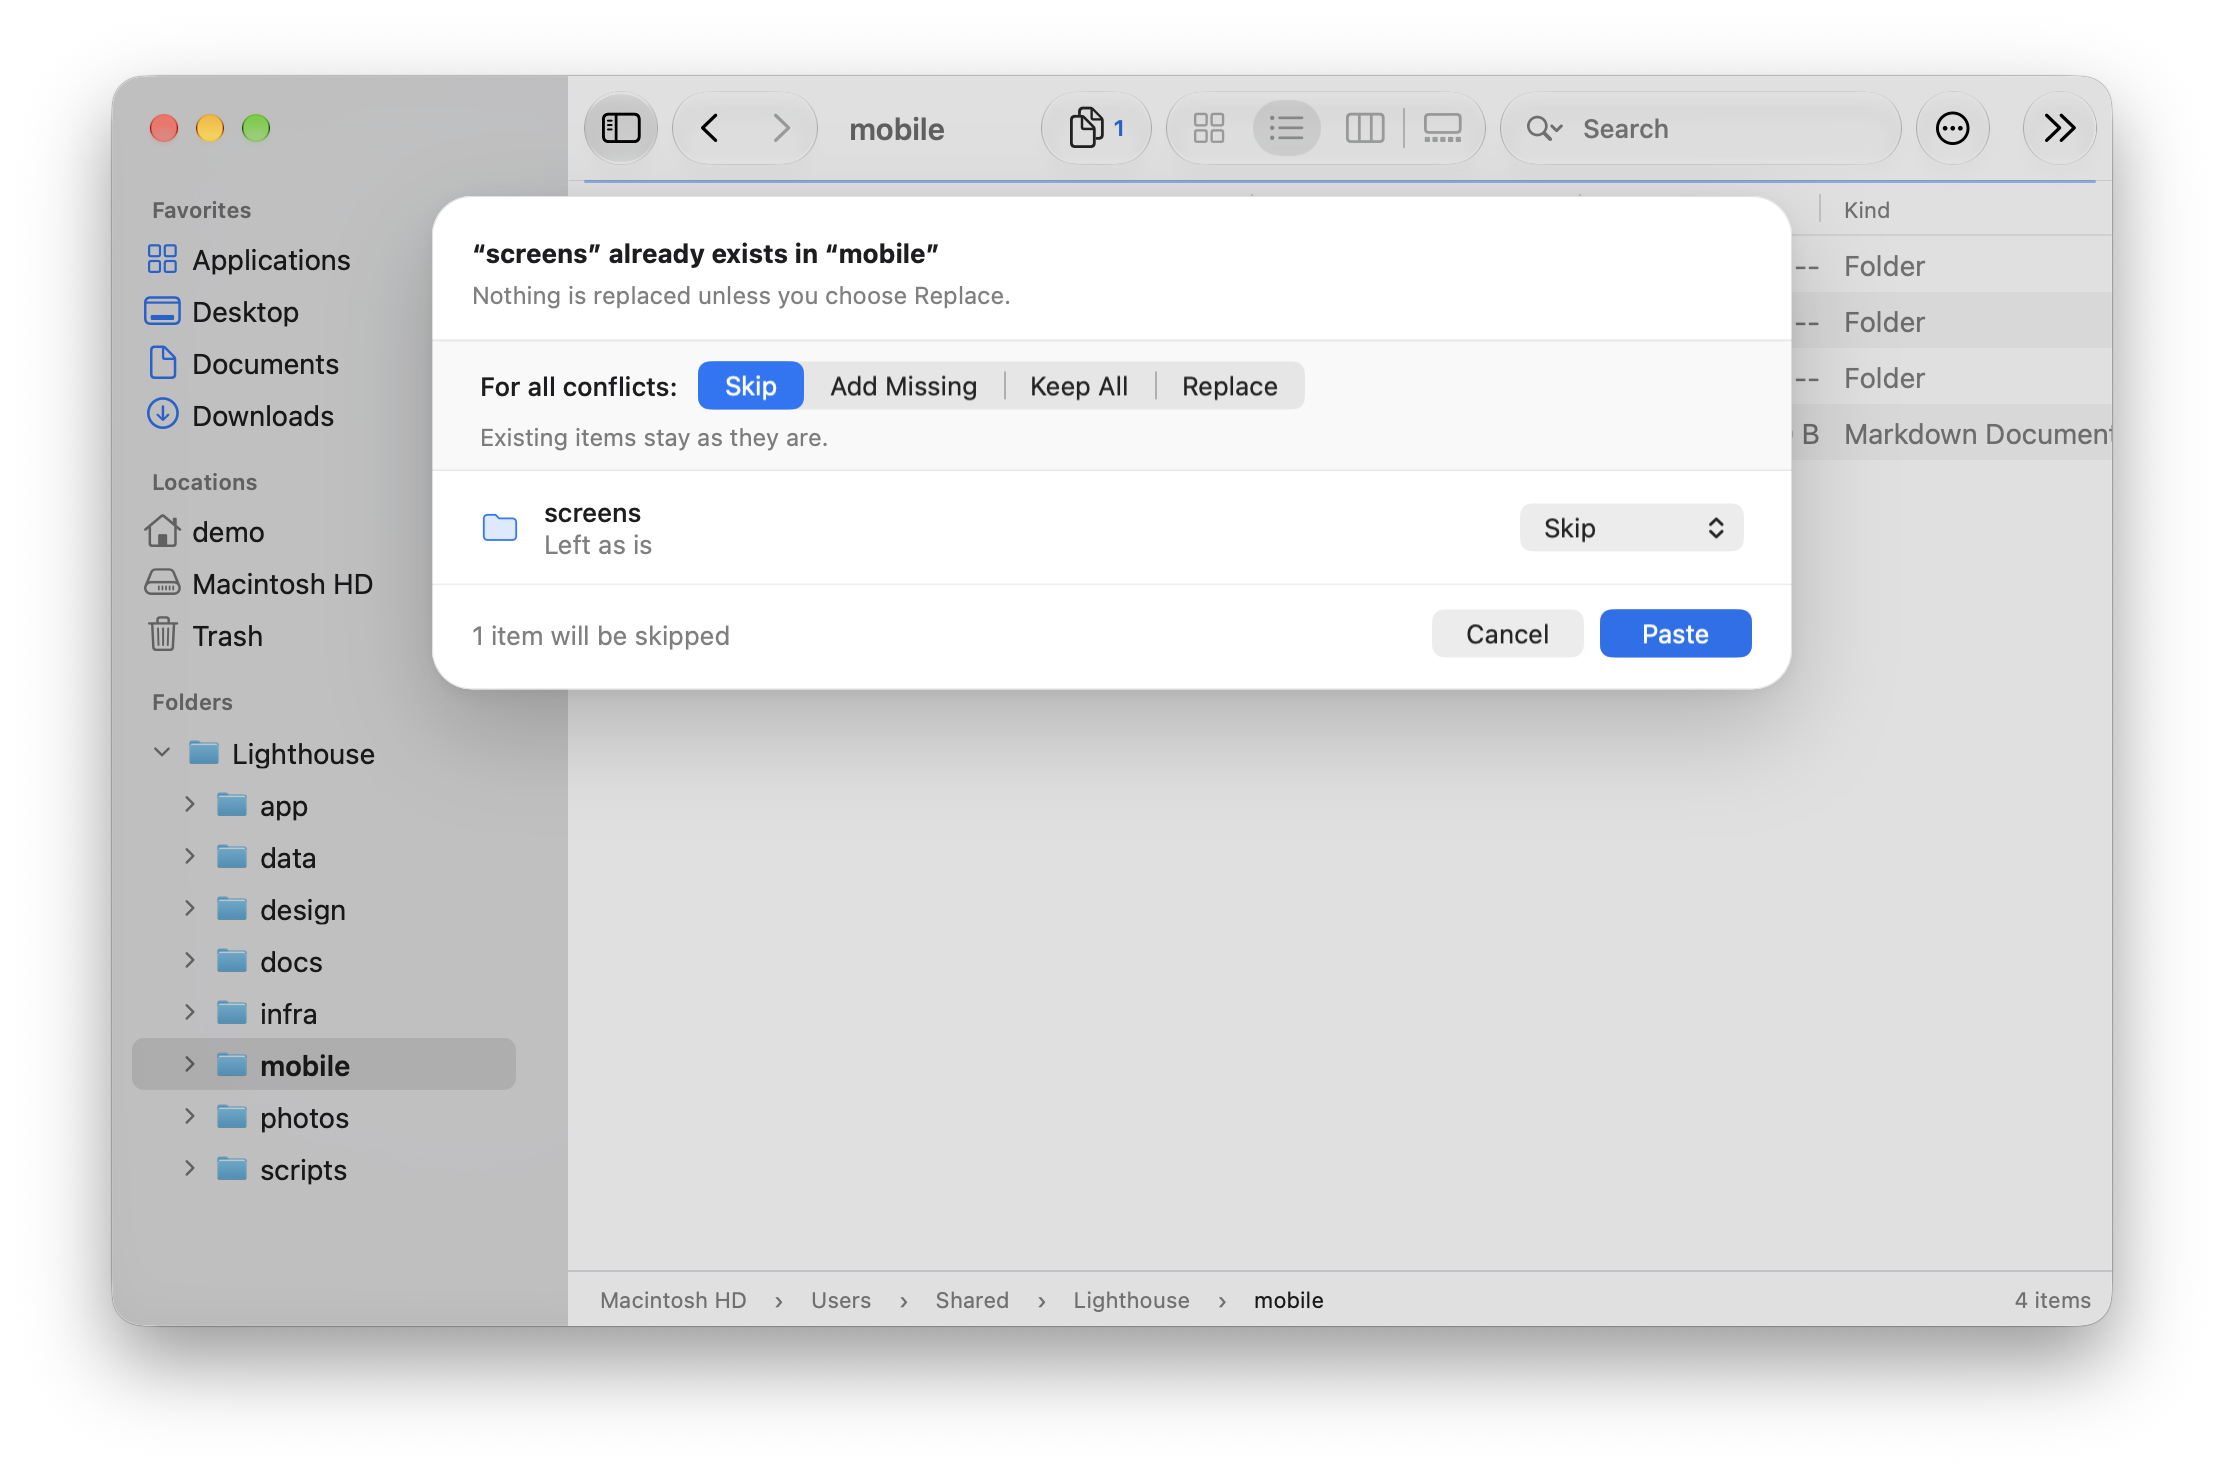 mobile
1
Search
Favorites
Applications
Desktop
Documents
Downloads
Locations
demo
Macintosh HD
Trash
Folders
Lighthouse
app
data
design
docs
infra
mobile
photos
scripts
Kind
-- Folder
-- Folder
-- Folder
B Markdown Document
“screens” already exists in “mobile”
Nothing is replaced unless you choose Replace.
For all conflicts: Skip Add Missing Keep All Replace
Existing items stay as they are.
screens
Left as is
Skip
1 item will be skipped
Cancel Paste
Macintosh HD › Users › Shared › Lighthouse › mobile
4 items